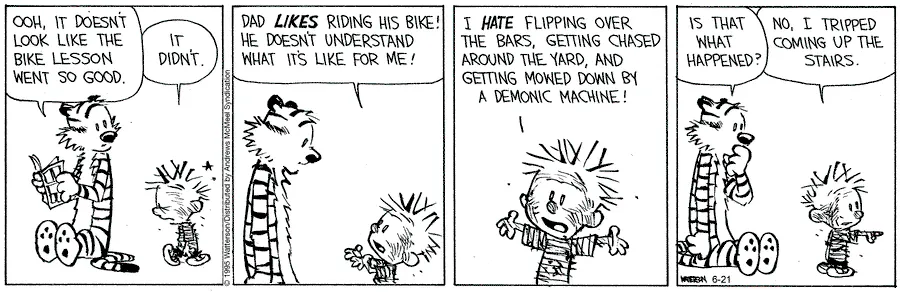 OOH, IT DOESN'T
LOOK LIKE THE
BIKE LESSON
WENT SO GOOD.
IT
DIDN'T.
© 1995 Watterson/Distributed by Andrews McMeel Syndication
DAD LIKES RIDING HIS BIKE!
HE DOESN'T UNDERSTAND
WHAT IT'S LIKE FOR ME!
I HATE FLIPPING OVER
THE BARS, GETTING CHASED
AROUND THE YARD, AND
GETTING MOWED DOWN BY
A DEMONIC MACHINE!
IS THAT
WHAT
HAPPENED?
NO, I TRIPPED
COMING UP THE
STAIRS.
WATTERSON 6-21